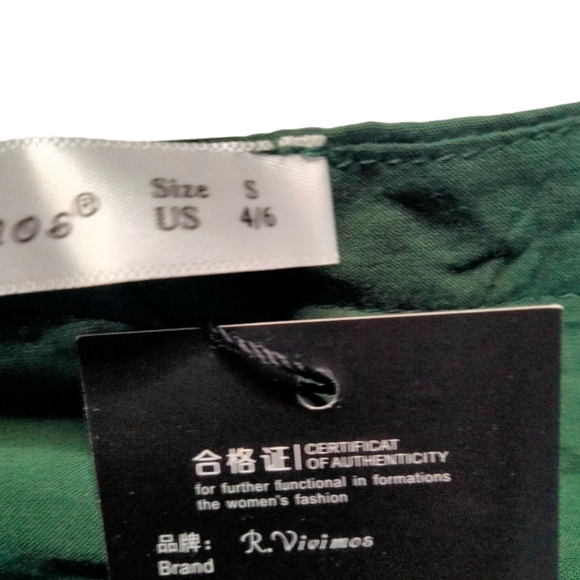 Size S
US 4/6
mos®
合格证 CERTIFICAT
OF AUTHENTICITY
for further functional in formations
the women's fashion
品牌: R.Vivimos
Brand